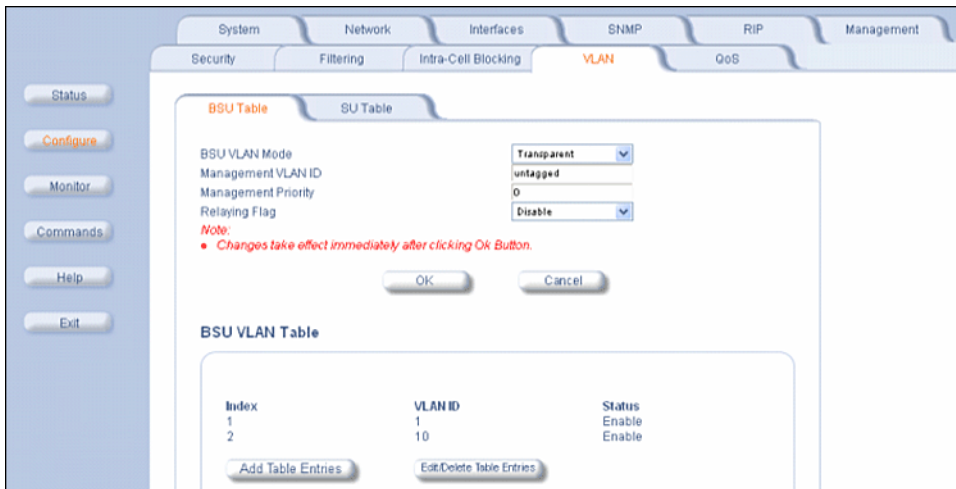 System Network Interfaces SNMP RIP Management
Security Filtering Intra-Cell Blocking VLAN QoS
Status
Configure
Monitor
Commands
Help
Exit
BSU Table SU Table
BSU VLAN Mode Transparent
Management VLAN ID untagged
Management Priority 0
Relaying Flag Disable
Note:
• Changes take effect immediately after clicking Ok Button.
OK Cancel
BSU VLAN Table
Index VLAN ID Status
1 1 Enable
2 10 Enable
Add Table Entries Edit/Delete Table Entries